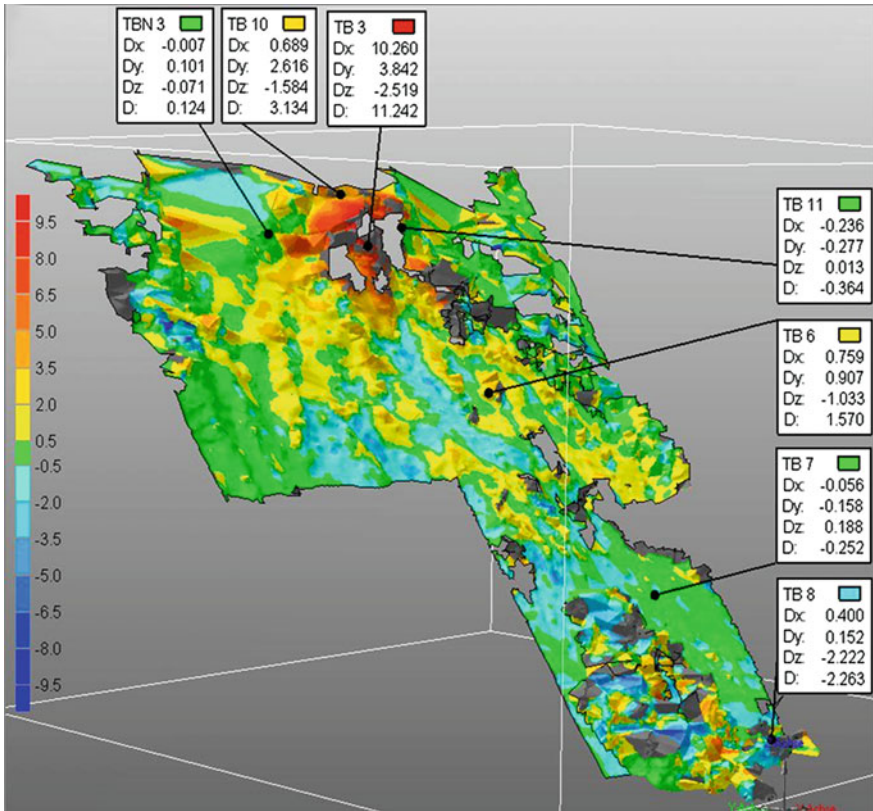 TBN 3
Dx: -0.007
Dy: 0.101
Dz: -0.071
D: 0.124
TB 10
Dx: 0.689
Dy: 2.616
Dz: -1.584
D: 3.134
TB 3
Dx: 10.260
Dy: 3.842
Dz: -2.519
D: 11.242
TB 11
Dx: -0.236
Dy: -0.277
Dz: 0.013
D: -0.364
TB 6
Dx: 0.759
Dy: 0.907
Dz: -1.033
D: 1.570
TB 7
Dx: -0.056
Dy: -0.158
Dz: 0.188
D: -0.252
TB 8
Dx: 0.400
Dy: 0.152
Dz: -2.222
D: -2.263
9.5
8.0
6.5
5.0
3.5
2.0
0.5
-0.5
-2.0
-3.5
-5.0
-6.5
-8.0
-9.5